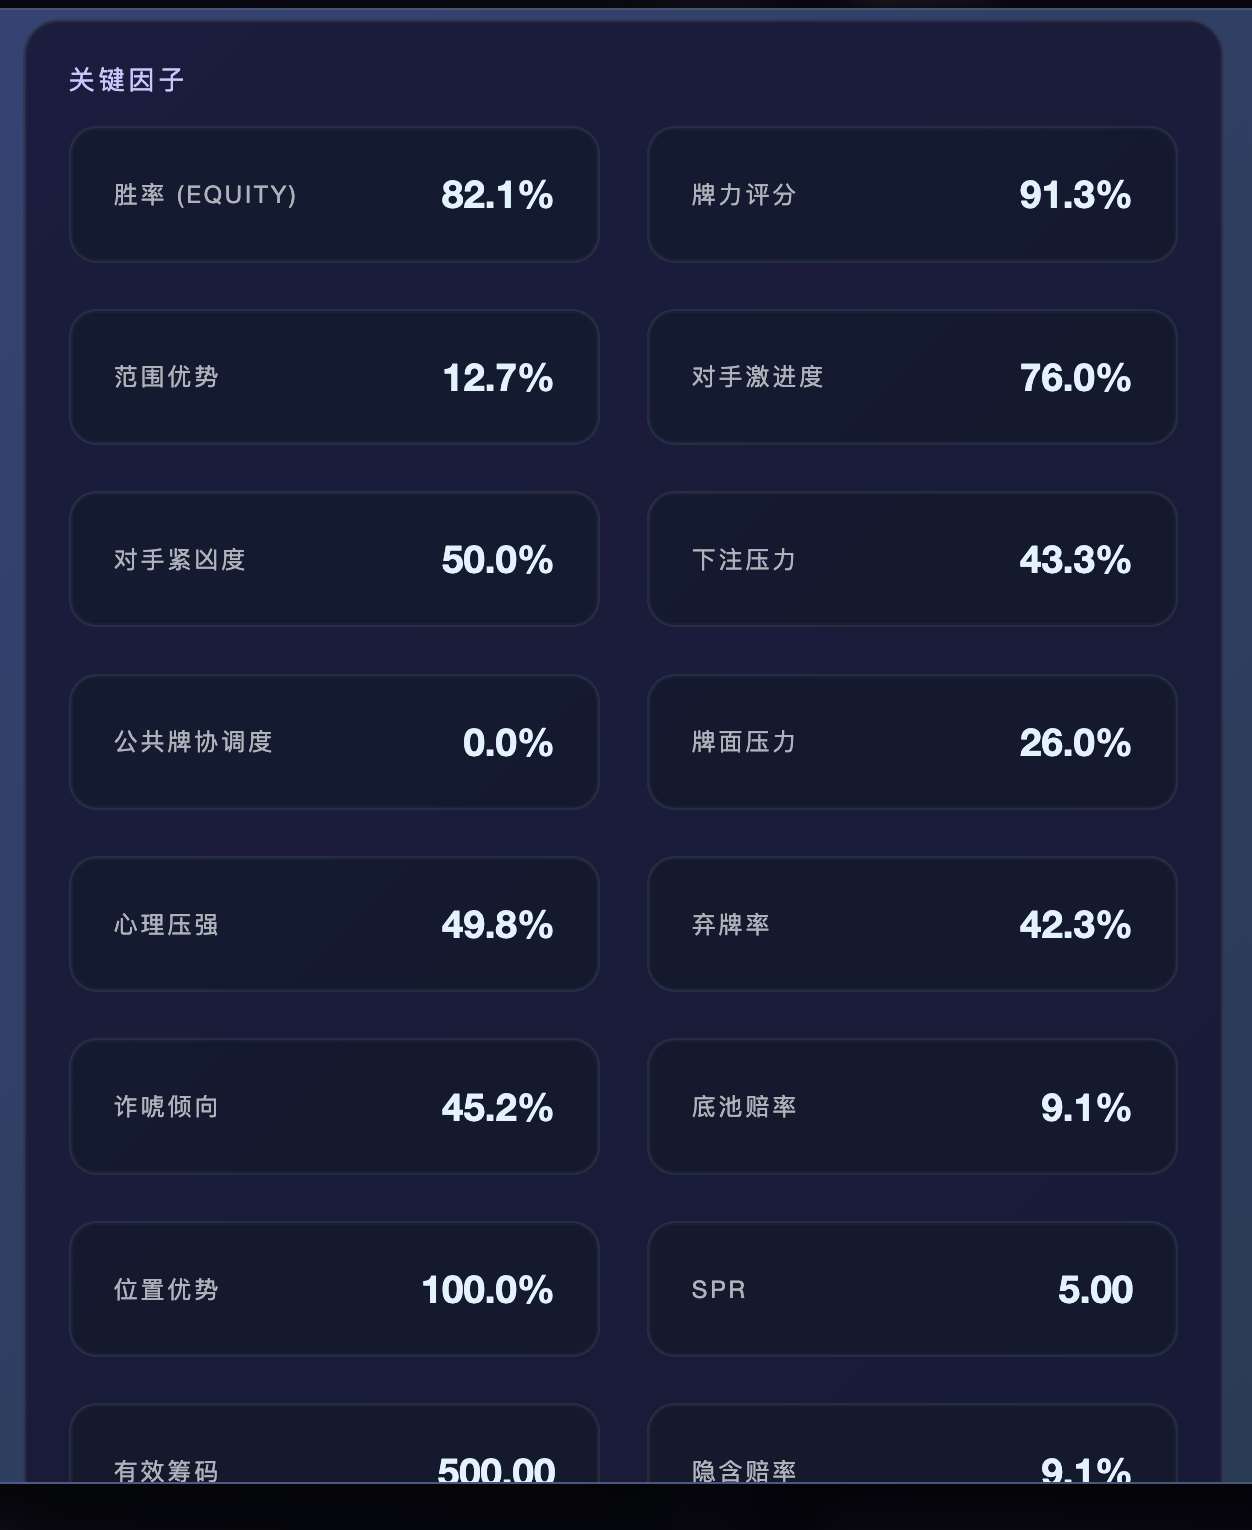 关键因子
胜率 (EQUITY) 82.1%
牌力评分 91.3%
范围优势 12.7%
对手激进度 76.0%
对手紧凶度 50.0%
下注压力 43.3%
公共牌协调度 0.0%
牌面压力 26.0%
心理压强 49.8%
弃牌率 42.3%
诈唬倾向 45.2%
底池赔率 9.1%
位置优势 100.0%
SPR 5.00
有效筹码 500.00
隐含赔率 9.1%